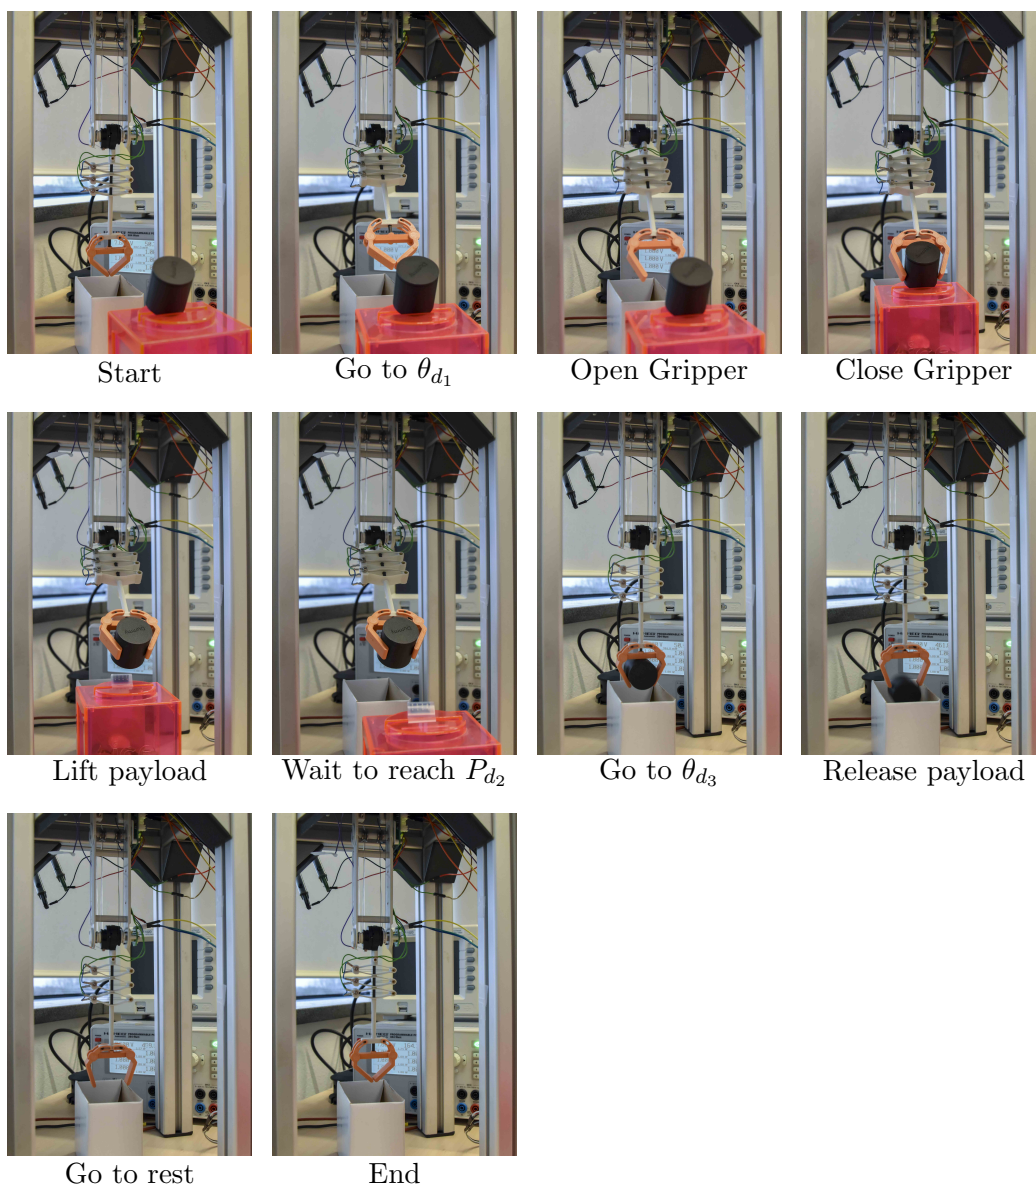 Start
Go to θ_{d_1}
Open Gripper
Close Gripper
Lift payload
Wait to reach P_{d_2}
Go to θ_{d_3}
Release payload
Go to rest
End